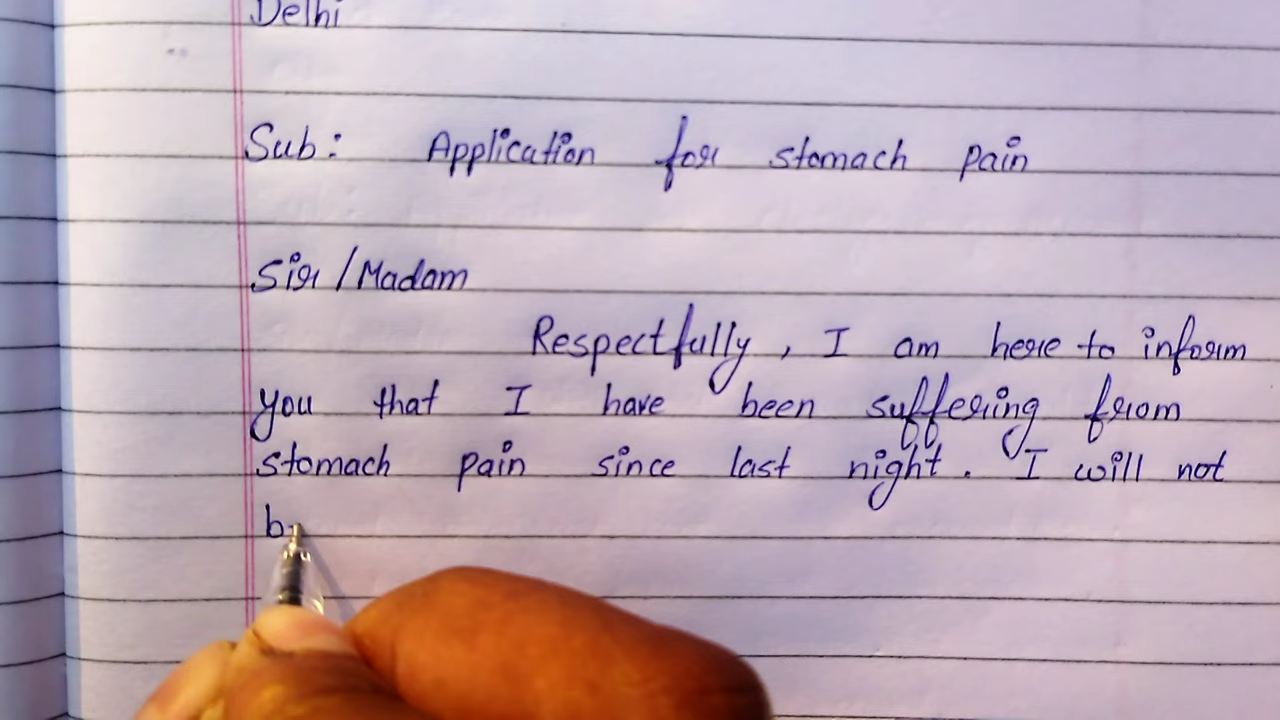 Delhi
Sub: Application for stomach pain
Sir/Madam
Respectfully, I am here to inform
you that I have been suffering from
stomach pain since last night. I will not